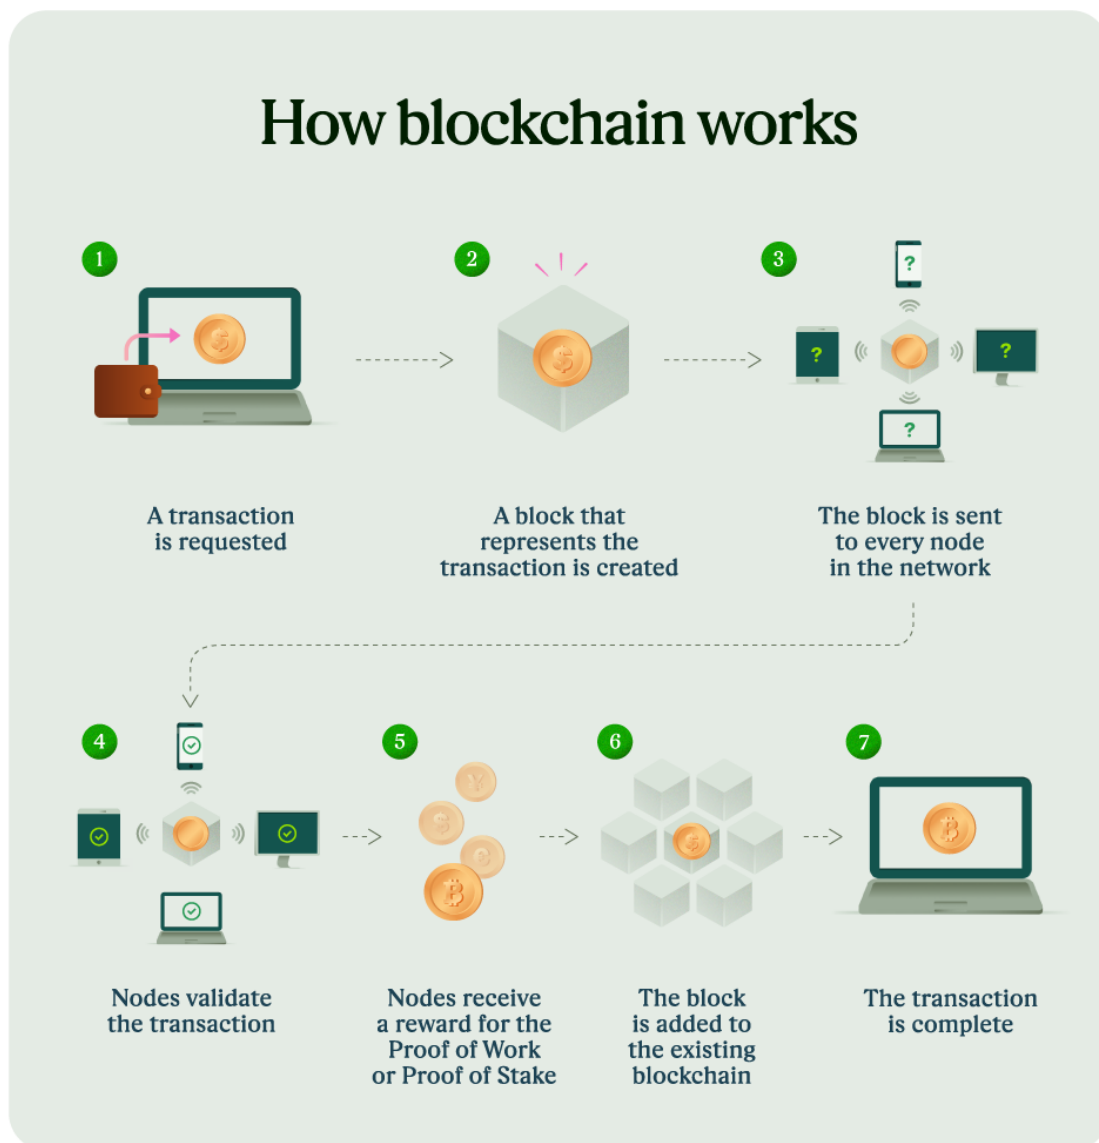 How blockchain works
1
2
3
?
?
?
?
$
$
A transaction
is requested
A block that
represents the
transaction is created
The block is sent
to every node
in the network
4
5
6
7
¥
$
€
₿
$
₿
Nodes validate
the transaction
Nodes receive
a reward for the
Proof of Work
or Proof of Stake
The block
is added to
the existing
blockchain
The transaction
is complete